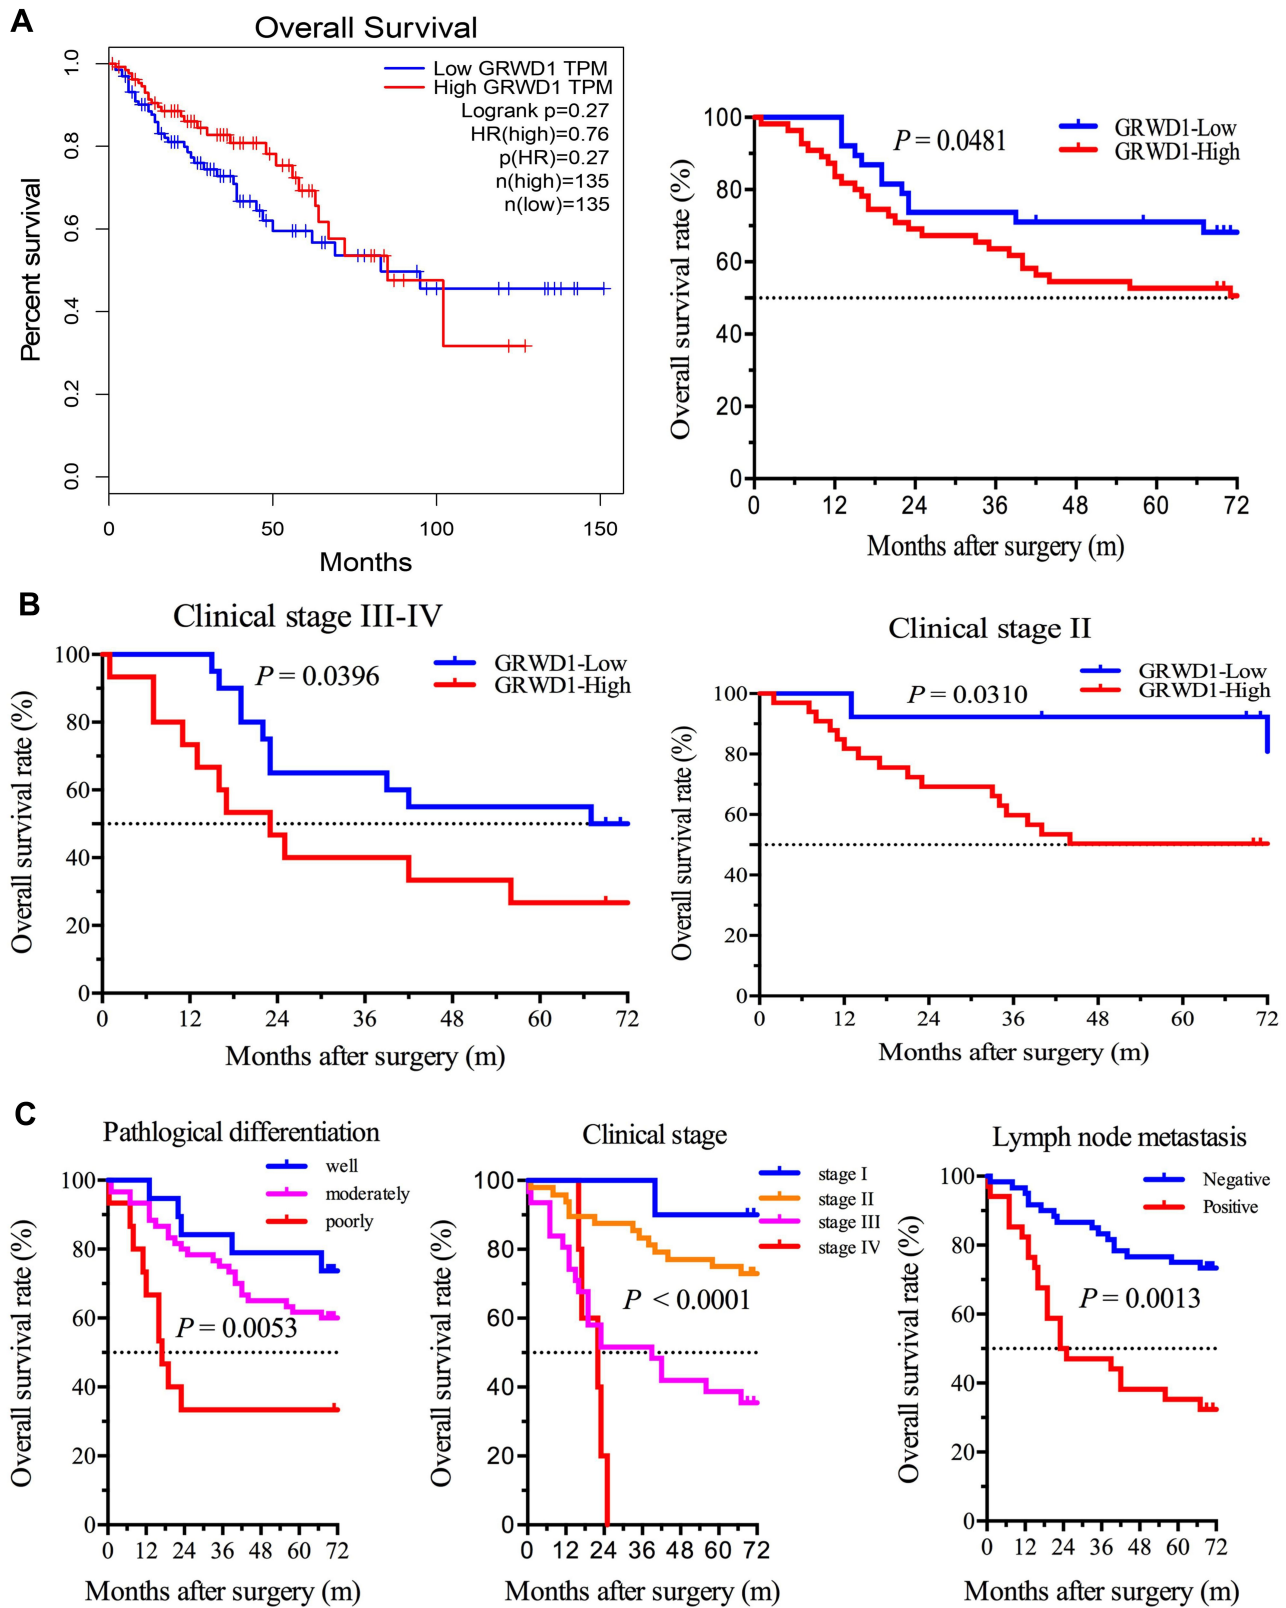 A
Overall Survival
Low GRWD1 TPM
High GRWD1 TPM
Logrank p=0.27
HR(high)=0.76
p(HR)=0.27
n(high)=135
n(low)=135
1.0
0.8
0.6
0.4
0.2
0.0
Percent survival
0 50 100 150
Months
GRWD1-Low
GRWD1-High
P = 0.0481
100
80
60
40
20
0
Overall survival rate (%)
0 12 24 36 48 60 72
Months after surgery (m)
B
Clinical stage III-IV
GRWD1-Low
GRWD1-High
P = 0.0396
100
80
60
40
20
0
Overall survival rate (%)
0 12 24 36 48 60 72
Months after surgery (m)
Clinical stage II
GRWD1-Low
GRWD1-High
P = 0.0310
100
80
60
40
20
0
Overall survival rate (%)
0 12 24 36 48 60 72
Months after surgery (m)
C
Pathlogical differentiation
well
moderately
poorly
P = 0.0053
100
80
60
40
20
0
Overall survival rate (%)
0 12 24 36 48 60 72
Months after surgery (m)
Clinical stage
stage I
stage II
stage III
stage IV
P < 0.0001
100
80
60
40
20
0
Overall survival rate (%)
0 12 24 36 48 60 72
Months after surgery (m)
Lymph node metastasis
Negative
Positive
P = 0.0013
100
80
60
40
20
0
Overall survival rate (%)
0 12 24 36 48 60 72
Months after surgery (m)